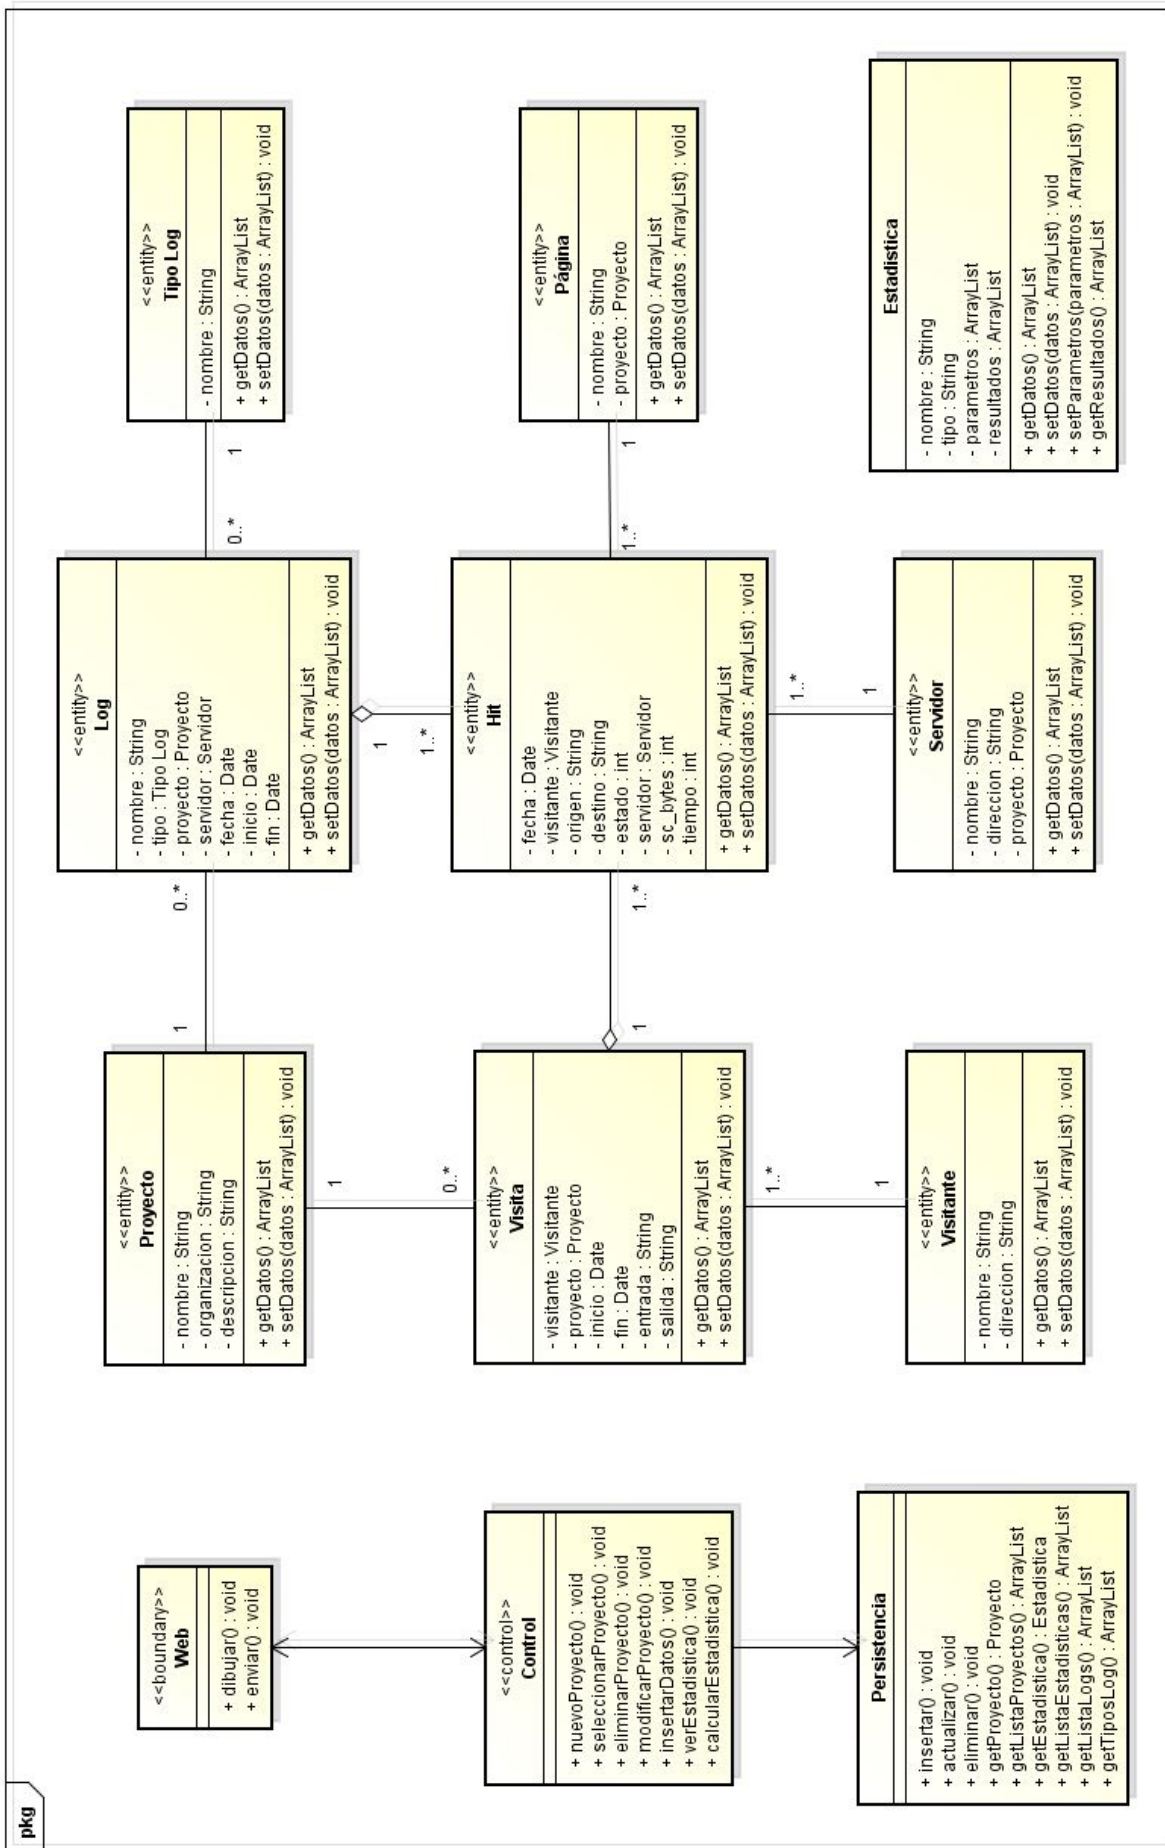 pkg
<<boundary>>
Web
+ dibujar() : void
+ enviar() : void
<<control>>
Control
+ nuevoProyecto() : void
+ seleccionarProyecto() : void
+ eliminarProyecto() : void
+ modificarProyecto() : void
+ insertarDatos() : void
+ verEstadistica() : void
+ calcularEstadistica() : void
Persistencia
+ insertar() : void
+ actualizar() : void
+ eliminar() : void
+ getProyecto() : Proyecto
+ getListaProyectos() : ArrayList
+ getEstadistica() : Estadistica
+ getListaEstadisticas() : ArrayList
+ getListaLogs() : ArrayList
+ getTiposLog() : ArrayList
<<entity>>
Proyecto
- nombre : String
- organizacion : String
- descripcion : String
+ getDatos() : ArrayList
+ setDatos(datos : ArrayList) : void
1
0..*
1
0..*
<<entity>>
Visita
- visitante : Visitante
- proyecto : Proyecto
- inicio : Date
- fin : Date
- entrada : String
- salida : String
+ getDatos() : ArrayList
+ setDatos(datos : ArrayList) : void
1
1..*
1..*
1
<<entity>>
Visitante
- nombre : String
- direccion : String
+ getDatos() : ArrayList
+ setDatos(datos : ArrayList) : void
<<entity>>
Log
- nombre : String
- tipo : Tipo Log
- proyecto : Proyecto
- servidor : Servidor
- fecha : Date
- inicio : Date
- fin : Date
+ getDatos() : ArrayList
+ setDatos(datos : ArrayList) : void
0..*
1
1
1..*
<<entity>>
Hit
- fecha : Date
- visitante : Visitante
- origen : String
- destino : String
- estado : int
- servidor : Servidor
- sc_bytes : int
- tiempo : int
+ getDatos() : ArrayList
+ setDatos(datos : ArrayList) : void
1..*
1
1..*
1
<<entity>>
Servidor
- nombre : String
- direccion : String
- proyecto : Proyecto
+ getDatos() : ArrayList
+ setDatos(datos : ArrayList) : void
<<entity>>
Tipo Log
- nombre : String
+ getDatos() : ArrayList
+ setDatos(datos : ArrayList) : void
<<entity>>
Página
- nombre : String
- proyecto : Proyecto
+ getDatos() : ArrayList
+ setDatos(datos : ArrayList) : void
Estadistica
- nombre : String
- tipo : String
- parametros : ArrayList
- resultados : ArrayList
+ getDatos() : ArrayList
+ setDatos(datos : ArrayList) : void
+ setParametros(parametros : ArrayList) : void
+ getResultados() : ArrayList